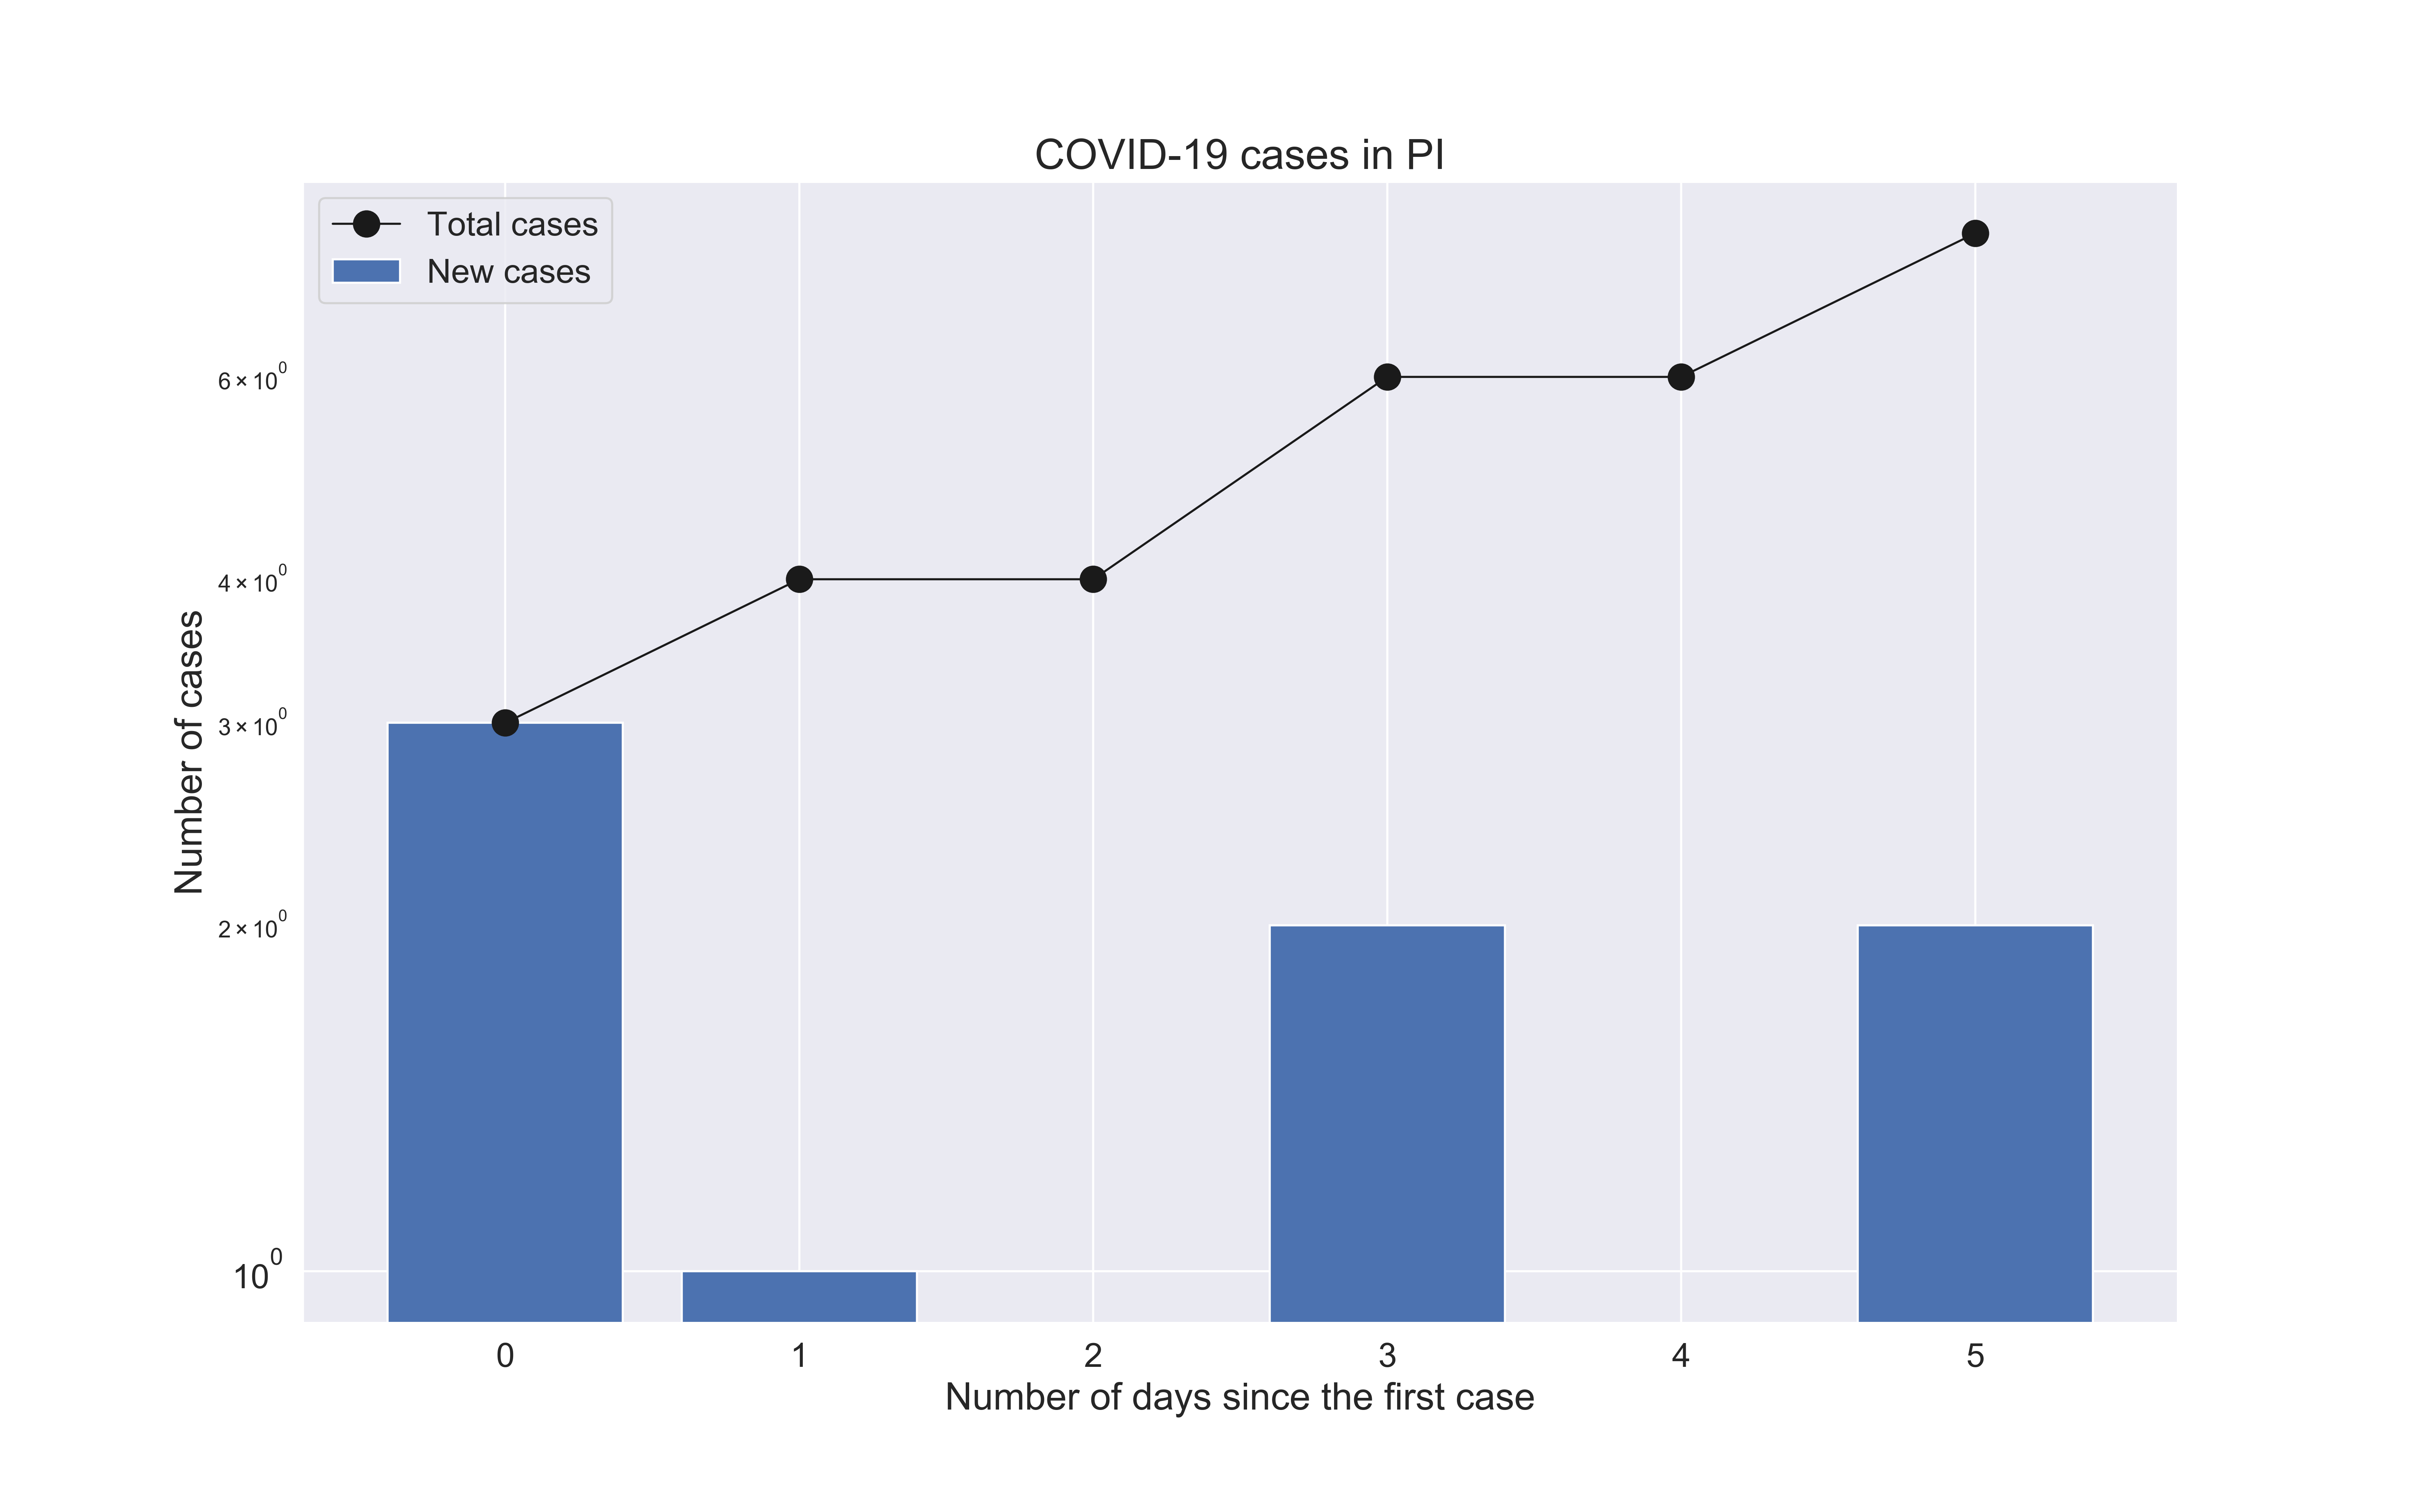 COVID-19 cases in PI
Total cases
New cases
6 × 10⁰
4 × 10⁰
3 × 10⁰
2 × 10⁰
10⁰
Number of cases
0 1 2 3 4 5
Number of days since the first case